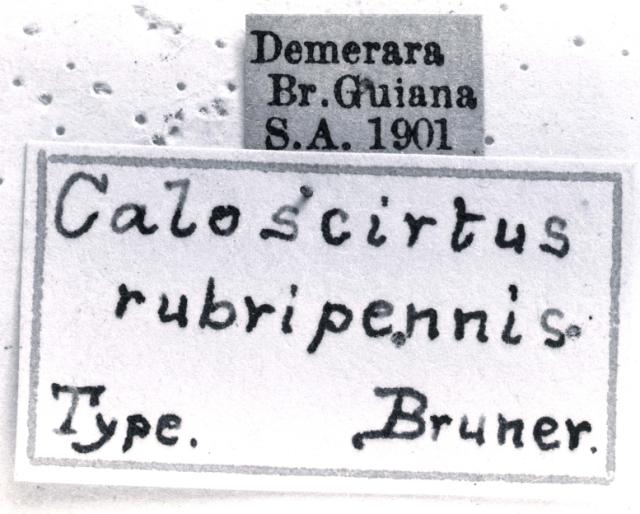 Demerara
Br. Guiana
S.A. 1901
Caloscirtus
rubripennis.
Type. Bruner.